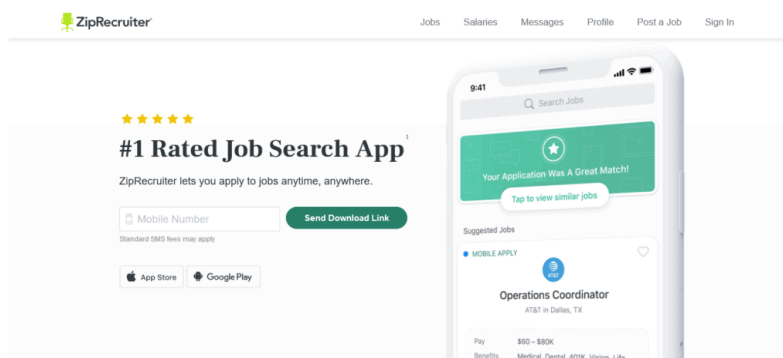 ZipRecruiter
Jobs Salaries Messages Profile Post a Job Sign In
#1 Rated Job Search App 1
ZipRecruiter lets you apply to jobs anytime, anywhere.
Mobile Number
Send Download Link
Standard SMS fees may apply
App Store
Google Play
9:41
Search Jobs
Your Application Was A Great Match!
Tap to view similar jobs
Suggested Jobs
MOBILE APPLY
AT&T
Operations Coordinator
AT&T in Dallas, TX
Pay $60 – $80K
Benefits Medical, Dental, 401K, Vision, Life